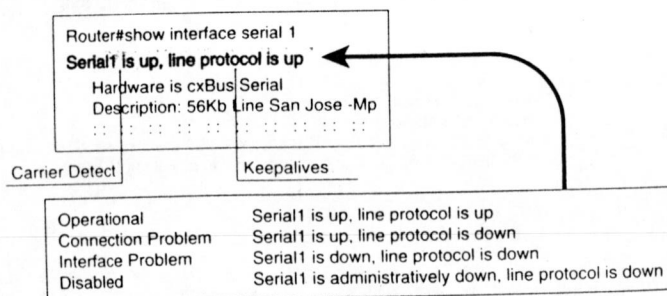 Router#show interface serial 1
Serial1 is up, line protocol is up
Hardware is cxBus Serial
Description: 56Kb Line San Jose -Mp
:: :: :: :: :: :: :: :: ::
Carrier Detect
Keepalives
Operational Serial1 is up, line protocol is up
Connection Problem Serial1 is up, line protocol is down
Interface Problem Serial1 is down, line protocol is down
Disabled Serial1 is administratively down, line protocol is down